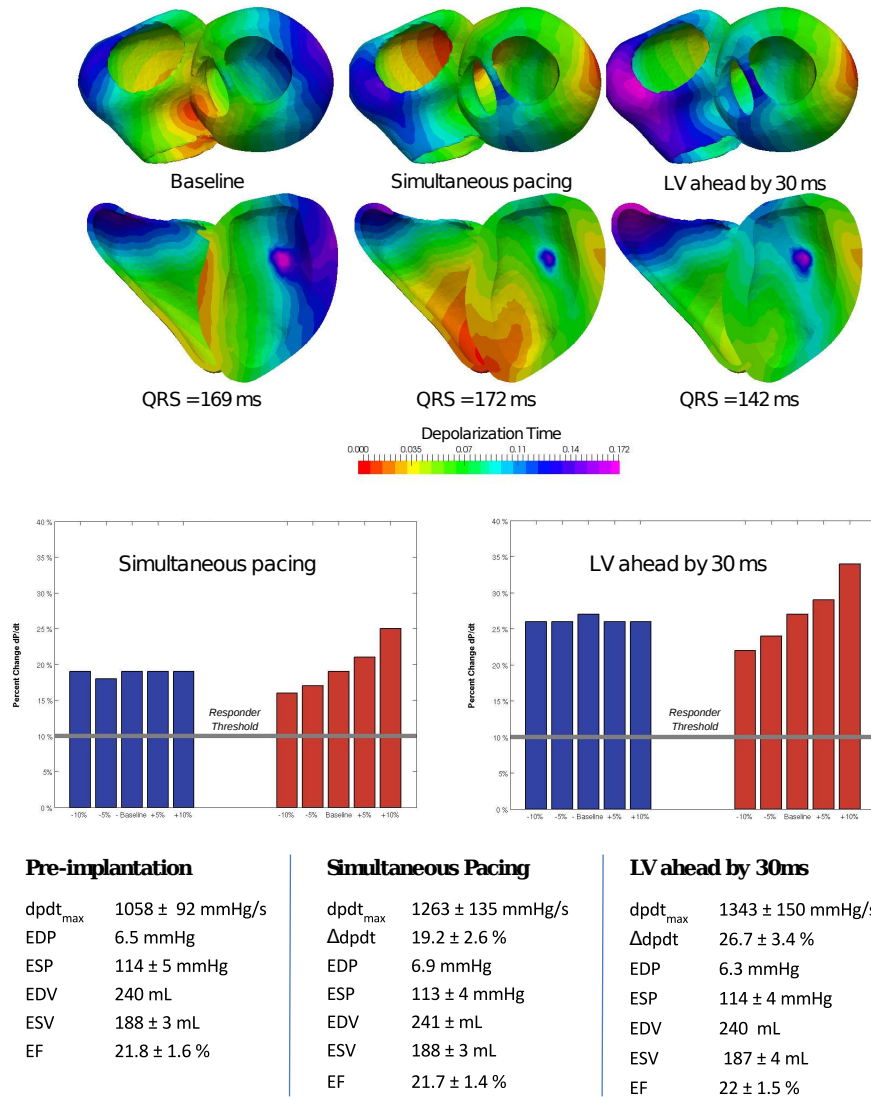 Baseline
Simultaneous pacing
LV ahead by 30 ms
QRS = 169 ms
QRS = 172 ms
QRS = 142 ms
Depolarization Time
0.000 0.035 0.07 0.11 0.14 0.172
Simultaneous pacing
Percent Change dP/dt
40 %
35%
30%
25%
20%
15%
10 %
5%
0 %
Responder
Threshold
-10% -5% - Baseline +5% +10%
-10% -5% Baseline +5% +10%
LV ahead by 30 ms
Percent Change dP/dt
40 %
35%
30%
25%
20%
15%
10 %
5%
0 %
Responder
Threshold
-10% -5% - Baseline +5% +10%
-10% -5% Baseline +5% +10%
Pre-implantation
dpdt max 1058 ± 92 mmHg/s
EDP 6.5 mmHg
ESP 114 ± 5 mmHg
EDV 240 mL
ESV 188 ± 3 mL
EF 21.8 ± 1.6 %
Simultaneous Pacing
dpdt max 1263 ± 135 mmHg/s
Δdpdt 19.2 ± 2.6 %
EDP 6.9 mmHg
ESP 113 ± 4 mmHg
EDV 241 ± mL
ESV 188 ± 3 mL
EF 21.7 ± 1.4 %
LV ahead by 30ms
dpdt max 1343 ± 150 mmHg/s
Δdpdt 26.7 ± 3.4 %
EDP 6.3 mmHg
ESP 114 ± 4 mmHg
EDV 240 mL
ESV 187 ± 4 mL
EF 22 ± 1.5 %